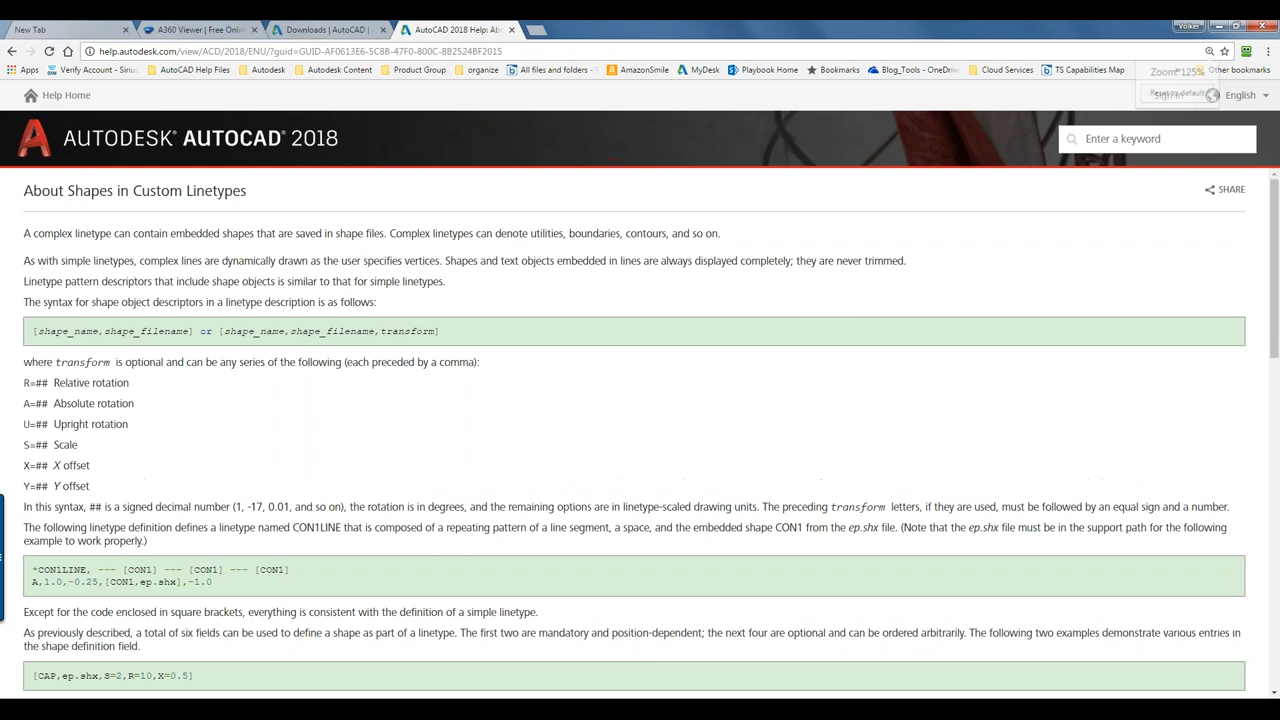 New Tab
A360 Viewer | Free Online
Downloads | AutoCAD |
AutoCAD 2018 Help: Abo
Volker
help.autodesk.com/view/ACD/2018/ENU/?guid=GUID-AF0613E6-5C8B-47F0-800C-8B2524BF2015
Apps
Verify Account - Sirius
AutoCAD Help Files
Autodesk
Autodesk Content
Product Group
organize
All files and folders -
AmazonSmile
MyDesk
Playbook Home
Bookmarks
Blog_Tools - OneDrive
Cloud Services
TS Capabilities Map
Other bookmarks
Zoom: 125%
Reset to default
Help Home
Sign In
English
AUTODESK® AUTOCAD® 2018
Enter a keyword
About Shapes in Custom Linetypes
SHARE
A complex linetype can contain embedded shapes that are saved in shape files. Complex linetypes can denote utilities, boundaries, contours, and so on.
As with simple linetypes, complex lines are dynamically drawn as the user specifies vertices. Shapes and text objects embedded in lines are always displayed completely; they are never trimmed.
Linetype pattern descriptors that include shape objects is similar to that for simple linetypes.
The syntax for shape object descriptors in a linetype description is as follows:
[shape_name,shape_filename] or [shape_name,shape_filename,transform]
where transform is optional and can be any series of the following (each preceded by a comma):
R=## Relative rotation
A=## Absolute rotation
U=## Upright rotation
S=## Scale
X=## X offset
Y=## Y offset
In this syntax, ## is a signed decimal number (1, -17, 0.01, and so on), the rotation is in degrees, and the remaining options are in linetype-scaled drawing units. The preceding transform letters, if they are used, must be followed by an equal sign and a number.
The following linetype definition defines a linetype named CON1LINE that is composed of a repeating pattern of a line segment, a space, and the embedded shape CON1 from the ep.shx file. (Note that the ep.shx file must be in the support path for the following
example to work properly.)
*CON1LINE, --- [CON1] --- [CON1] --- [CON1]
A,1.0,-0.25,[CON1,ep.shx],-1.0
Except for the code enclosed in square brackets, everything is consistent with the definition of a simple linetype.
As previously described, a total of six fields can be used to define a shape as part of a linetype. The first two are mandatory and position-dependent; the next four are optional and can be ordered arbitrarily. The following two examples demonstrate various entries in
the shape definition field.
[CAP,ep.shx,S=2,R=10,X=0.5]